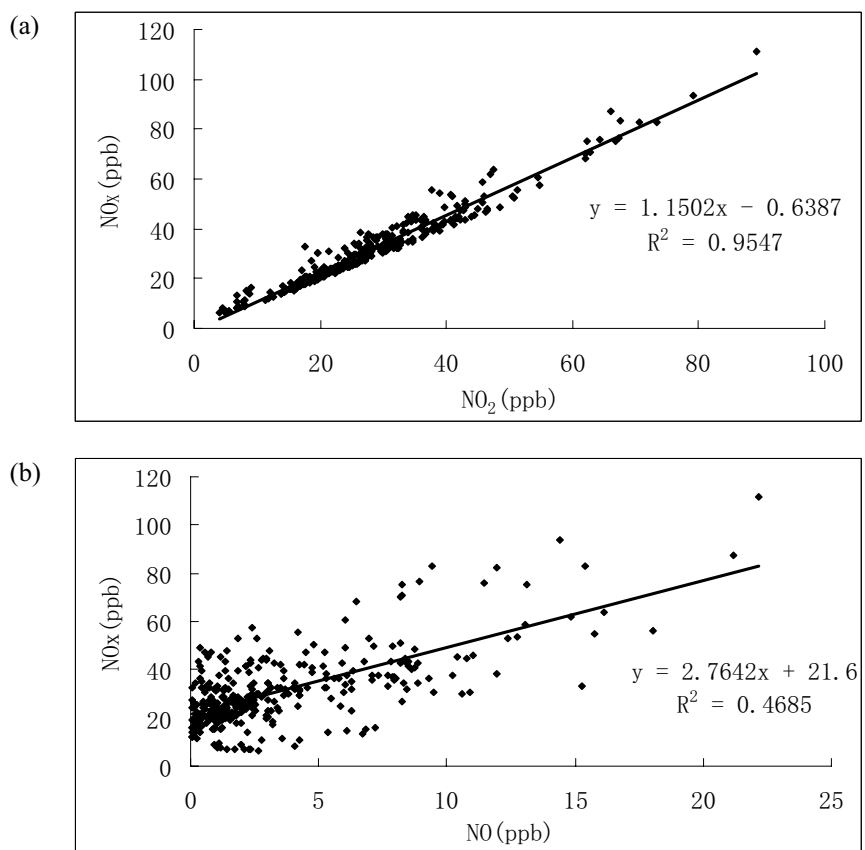 (a)
120
100
80
60
40
20
0
NOx(ppb)
y = 1.1502x - 0.6387
R² = 0.9547
0 20 40 60 80 100
NO₂(ppb)
(b)
120
100
80
60
40
20
0
NOx(ppb)
y = 2.7642x + 21.6
R² = 0.4685
0 5 10 15 20 25
NO(ppb)